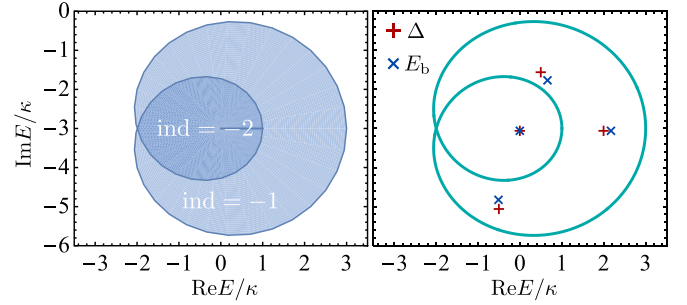 0
−1
−2
−3
−4
−5
−6
ImE/κ
ind = −2
ind = −1
−3 −2 −1 0 1 2 3
ReE/κ
Δ
E_b
−3 −2 −1 0 1 2 3
ReE/κ